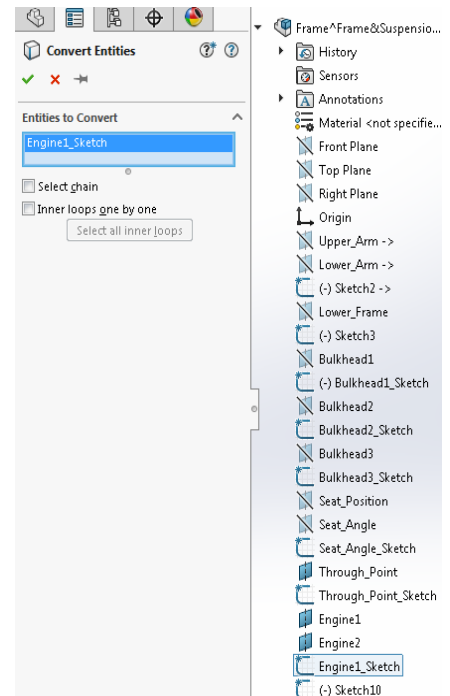 Convert Entities
Entities to Convert
Engine1_Sketch
Select chain
Inner loops one by one
Select all inner loops
Frame^Frame&Suspensio...
History
Sensors
Annotations
Material <not specifie...
Front Plane
Top Plane
Right Plane
Origin
Upper_Arm ->
Lower_Arm ->
(-) Sketch2 ->
Lower_Frame
(-) Sketch3
Bulkhead1
(-) Bulkhead1_Sketch
Bulkhead2
Bulkhead2_Sketch
Bulkhead3
Bulkhead3_Sketch
Seat_Position
Seat_Angle
Seat_Angle_Sketch
Through_Point
Through_Point_Sketch
Engine1
Engine2
Engine1_Sketch
(-) Sketch10